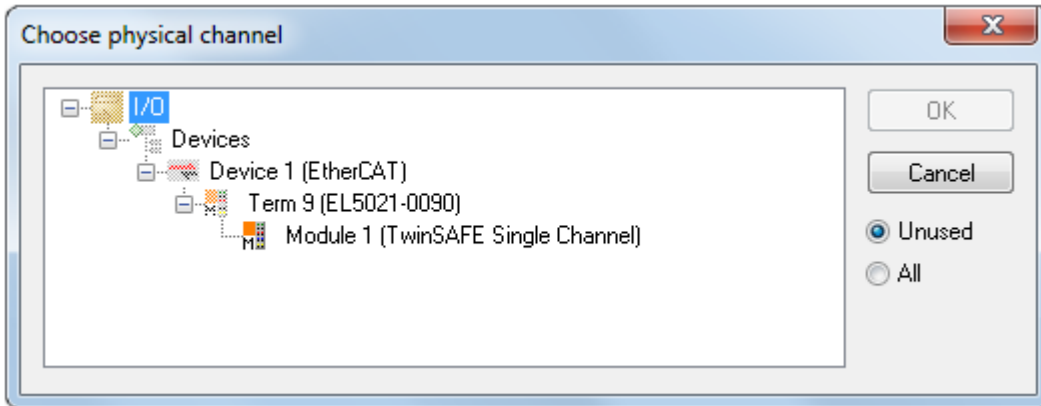 Choose physical channel
I/O
Devices
Device 1 (EtherCAT)
Term 9 (EL5021-0090)
Module 1 (TwinSAFE Single Channel)
OK
Cancel
Unused
All